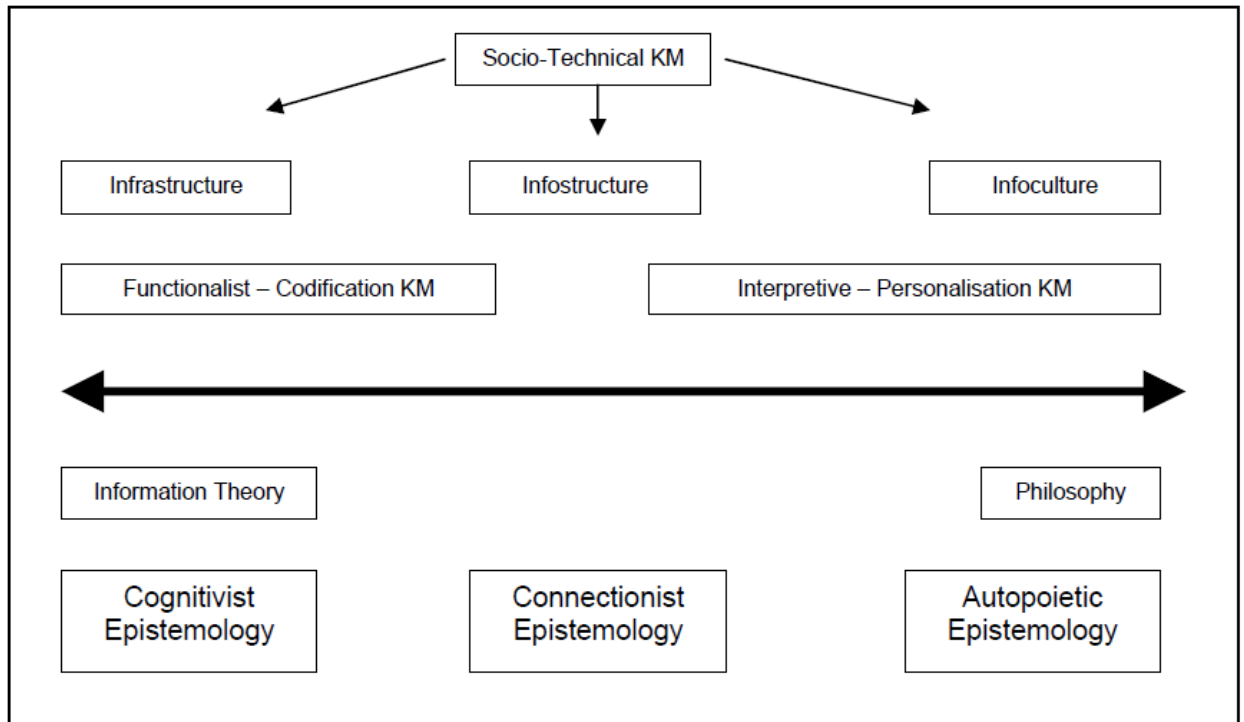 Socio-Technical KM
Infrastructure
Infostructure
Infoculture
Functionalist – Codification KM
Interpretive – Personalisation KM
Information Theory
Philosophy
Cognitivist
Epistemology
Connectionist
Epistemology
Autopoietic
Epistemology